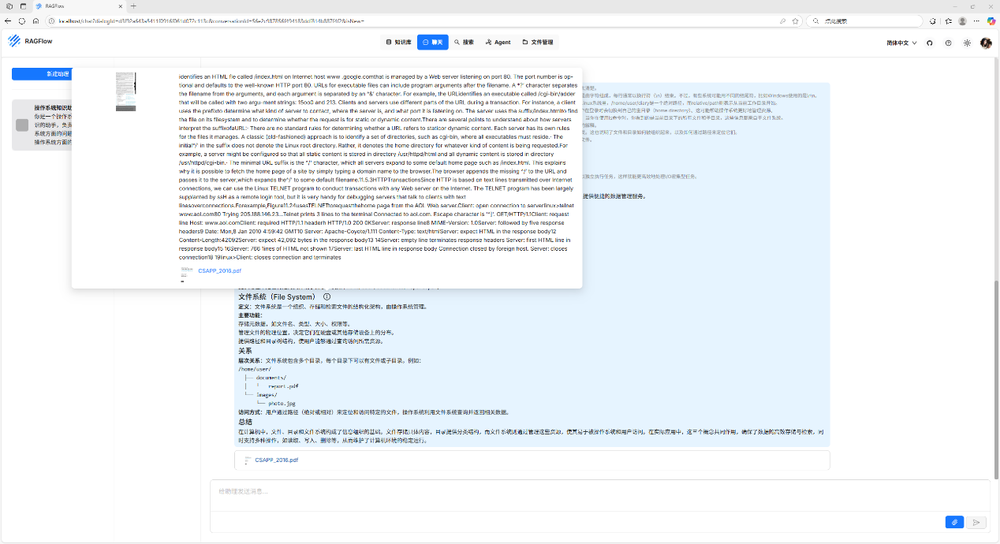 RAGFlow
localhost/chat?dialogId=
点此搜索
RAGFlow
知识库
聊天
搜索
Agent
文件管理
简体中文
新建助理
操作系统知识助
你是一个操作系
识的助手。负责
系统方面的问题
操作系统方面的
identifies an HTML fle called /index.html on Internet host www .google.comthat is managed by a Web server listening on port 80. The port number is op-
tional and defaults to the well-known HTTP port 80. URLs for executable files can include program arguments after the filename. A *?' character separates
the filename from the arguments, and each argument is separated by an ^&' character. For example, the URLidentifies an executable called /cgi-bin/adder
that will be called with two argu-ment strings: 15oo0 and 213. Clients and servers use different parts of the URL during a transaction. For instance, a client
uses the prefixto determine what kind of server to contact, where the server is, and what port it is listening on. The server uses the suffix/index.htmlto find
the file on its filesystem and to determine whether the request is for static or dynamic content.There are several points to understand about how servers
interpret the suffixofaURL:· There are no standard rules for determining whether a URL refers to staticor dynamic content. Each server has its own rules
for the files it manages. A classic (old-fashioned) approach is to identify a set of directories, such as cgi-bin, where all executables must reside.· The
initial"/' in the suffix does not denote the Linux root directory. Rather, it denotes the home directory for whatever kind of content is being requested.For
example, a server might be configured so that all static content is stored in directory /usr/httpd/html and all dynamic content is stored in directory
/usr/httpd/cgi-bin.· The minimal URL suffix is the ^/' character, which all servers expand to some default home page such as /index.html. This explains
why it is possible to fetch the home page of a site by simply typing a domain name to the browser.The browser appends the missing ^/' to the URL and
passes it to the server,which expands the^/' to some default filename.11.5.3HTTPTransactionsSince HTTP is based on text lines transmitted over Internet
connections, we can use the Linux TELNET program to conduct transactions with any Web server on the Internet. The TELNET program has been largely
supplanted by ssH as a remote login tool, but it is very handy for debugging servers that talk to clients with text
linesoverconnections.Forexample,Figure11.24usesTELNETtorequestthehome page from the AOL Web server.Client: open connection to serverlinux>telnet
www.aol.com80 Trying 205.188.146.23...Telnet prints 3 lines to the terminal Connected to aol.com. Escape character is '"]'. GET/HTTP/1.1Client: request
line Host: www.aol.comClient: required HTTP/1.1 headerh HTTP/1.0 200 0KServer: response line8 MIME-Version: 1.0Server: followed by five response
headers9 Date: Mon,8 Jan 2010 4:59:42 GMT10 Server: Apache-Coyote/1.111 Content-Type: text/htmlServer: expect HTML in the response body12
Content-Length:42092Server: expect 42,092 bytes in the response body13 14Server: empty line terminates response headers Server: first HTML line in
response body15 16Server: 766 'lines of HTML not shown 17Server: last HTML line in response body Connection closed by foreign host. Server: closes
connection18 19linux>Client: closes connection and terminates
CSAPP_2016.pdf
提供便捷的数据管理服务。
文件系统（File System）
定义：文件系统是一个组织、存储和检索文件的结构化架构，由操作系统管理。
主要功能：
存储元数据，如文件名、类型、大小、权限等。
管理文件的物理位置，决定它们在硬盘或其他存储设备上的分布。
提供路径和目录树结构，使用户能够通过查询访问所需资源。
关系
层次关系：文件系统包含多个目录，每个目录下可以有文件或子目录。例如：
/home/user/
├── documents/
│   └── report.pdf
└── images/
└── photo.jpg
访问方式：用户通过路径（绝对或相对）来定位和访问特定的文件，操作系统利用文件系统查询并返回相关数据。
总结
在计算机中，文件、目录和文件系统构成了信息组织的基础。文件存储具体内容，目录提供分类结构，而文件系统则通过管理这些资源，使其易于被操作系统和用户访问。在实际应用中，这三个概念共同作用，确保了数据的高效存储与检索，同
时支持多种操作，如读取、写入、删除等，从而维护了计算机环境的稳定运行。
CSAPP_2016.pdf
给助理发送消息...